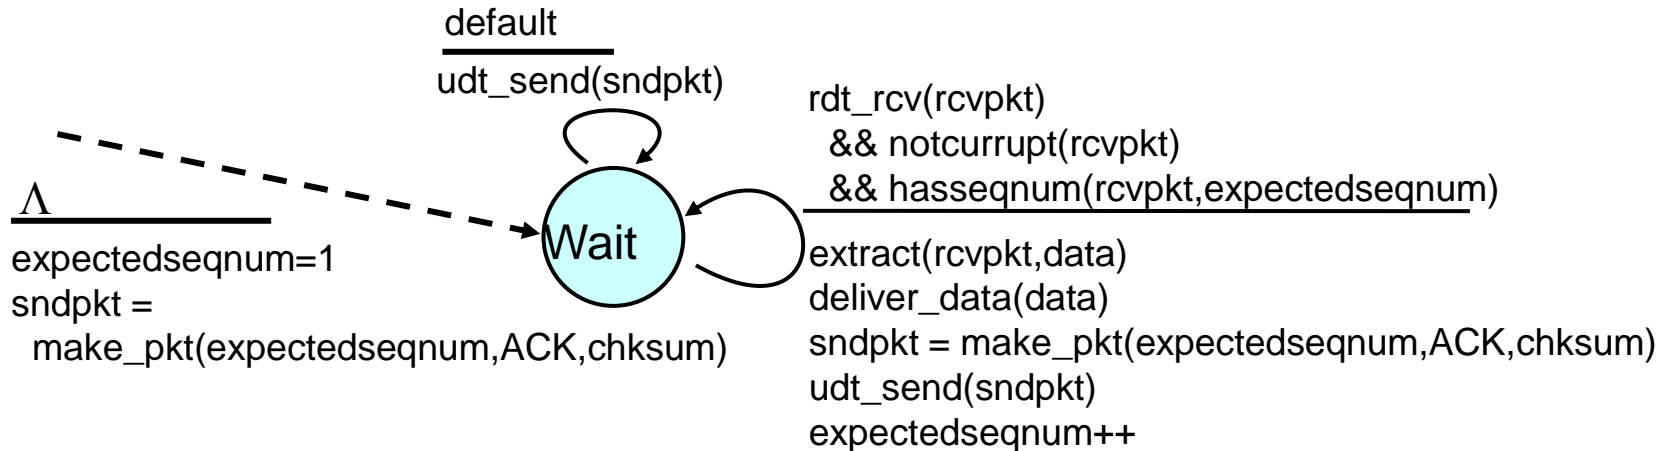 default
udt_send(sndpkt)
rdt_rcv(rcvpkt)
&& notcurrupt(rcvpkt)
&& hasseqnum(rcvpkt,expectedseqnum)
Λ
Wait
expectedseqnum=1
sndpkt =
make_pkt(expectedseqnum,ACK,chksum)
extract(rcvpkt,data)
deliver_data(data)
sndpkt = make_pkt(expectedseqnum,ACK,chksum)
udt_send(sndpkt)
expectedseqnum++